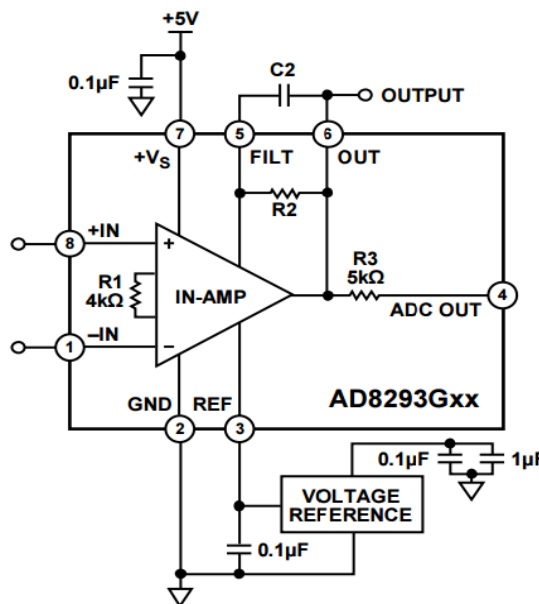 +5V
0.1µF
C2
OUTPUT
7
5
6
+VS
FILT
OUT
R2
8
+IN
+
R1
4kΩ
IN-AMP
R3
5kΩ
4
ADC OUT
1
–IN
–
GND
REF
AD8293Gxx
2
3
0.1µF
1µF
VOLTAGE
REFERENCE
0.1µF